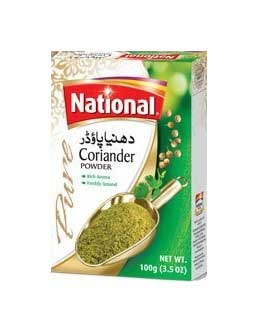 National
دھنیا پاؤڈر
Coriander
POWDER
Rich Aroma
Freshly Ground
Pure
NET WT.
100g (3.5 OZ)